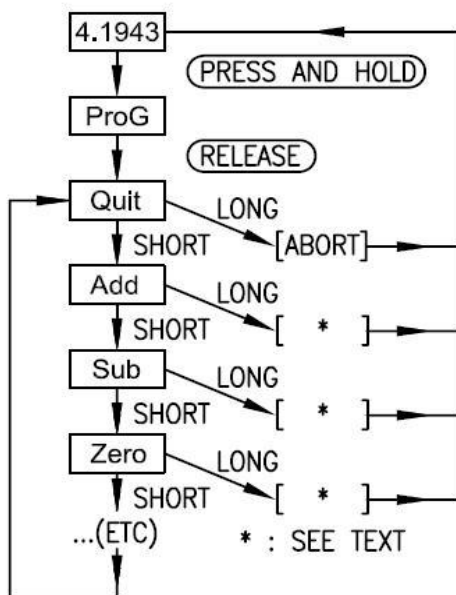 4.1943
PRESS AND HOLD
ProG
RELEASE
Quit
LONG
SHORT
[ABORT]
Add
LONG
SHORT
[ * ]
Sub
LONG
SHORT
[ * ]
Zero
LONG
SHORT
[ * ]
...(ETC)
* : SEE TEXT